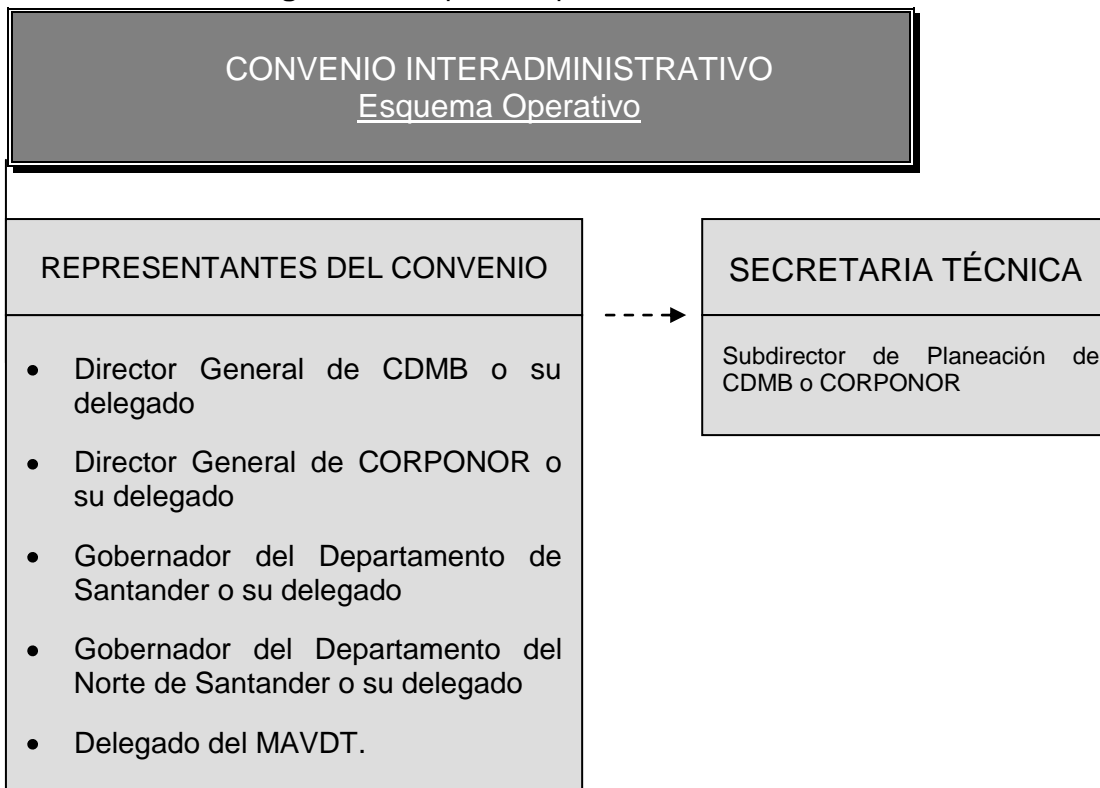 CONVENIO INTERADMINISTRATIVO
Esquema Operativo
REPRESENTANTES DEL CONVENIO
• Director General de CDMB o su
delegado
• Director General de CORPONOR o
su delegado
• Gobernador del Departamento de
Santander o su delegado
• Gobernador del Departamento del
Norte de Santander o su delegado
• Delegado del MAVDT.
SECRETARIA TÉCNICA
Subdirector de Planeación de
CDMB o CORPONOR